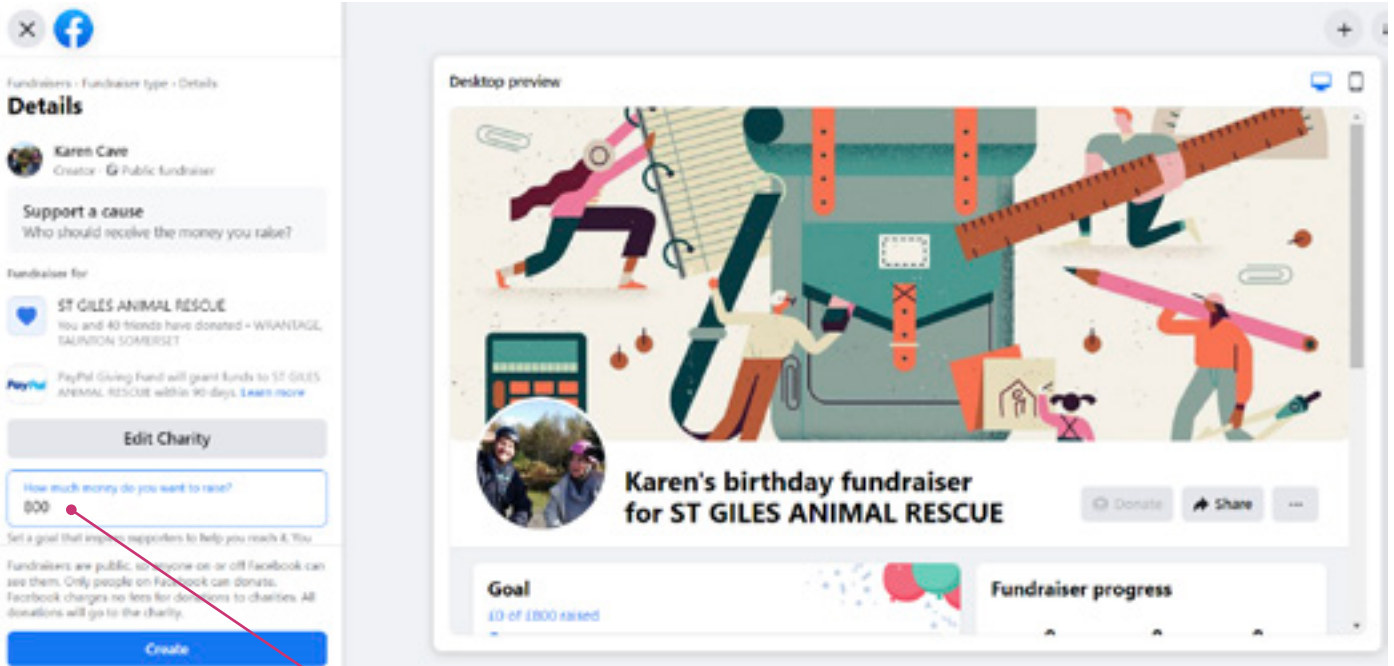 Fundraisers · Fundraiser type · Details
Details
Karen Cave
Creator · Public fundraiser
Support a cause
Who should receive the money you raise?
Fundraiser for
ST GILES ANIMAL RESCUE
You and 40 friends have donated • WRANTAGE,
TAUNTON SOMERSET
PayPal
PayPal Giving Fund will grant funds to ST GILES
ANIMAL RESCUE within 90 days. Learn more
Edit Charity
How much money do you want to raise?
800
Set a goal that inspires supporters to help you reach it. You
Fundraisers are public, so anyone on or off Facebook can
see them. Only people on Facebook can donate.
Facebook charges no fees for donations to charities. All
donations will go to the charity.
Create
Desktop preview
Karen's birthday fundraiser
for ST GILES ANIMAL RESCUE
Donate
Share
Goal
£0 of £800 raised
Fundraiser progress